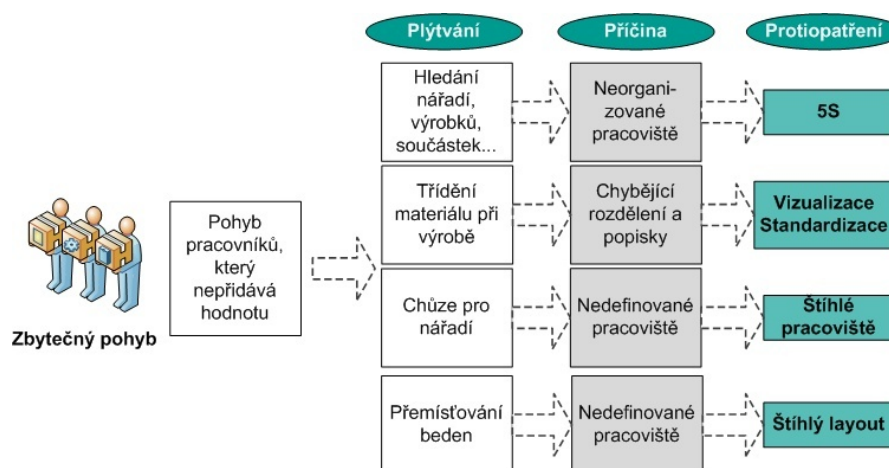 Plýtvání
Příčina
Protiopatření
Hledání
nářadí,
výrobků,
součástek...
Neorgani-
zované
pracoviště
5S
Třídění
materiálu při
výrobě
Chybějící
rozdělení a
popisky
Vizualizace
Standardizace
Pohyb
pracovníků,
který
nepřidává
hodnotu
Zbytečný pohyb
Chůze pro
nářadí
Nedefinované
pracoviště
Štíhlé
pracoviště
Přemísťování
beden
Nedefinované
pracoviště
Štíhlý layout